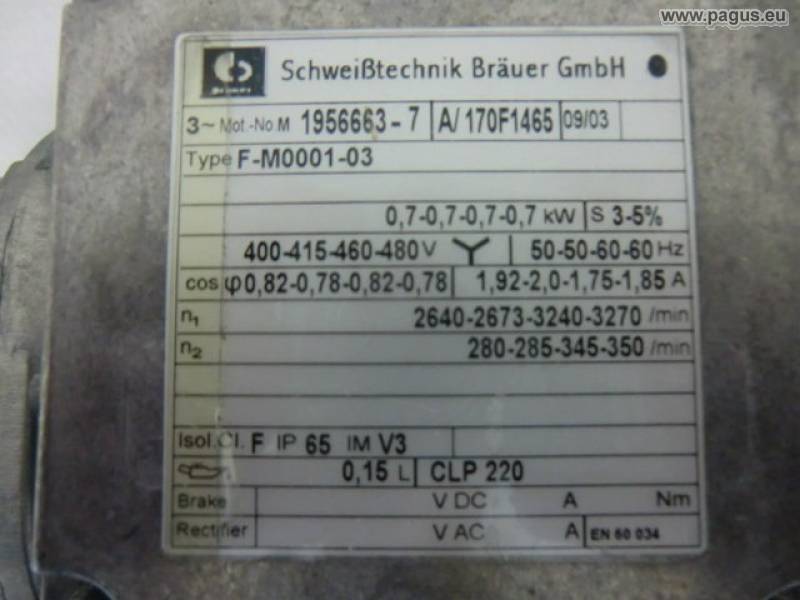 www.pagus.eu
Schweißtechnik Bräuer GmbH
3~ Mot.-No M 1956663-7 A/170F1465 09/03
Type F-M0001-03
0,7-0,7-0,7-0,7 kW S 3-5%
400-415-460-480 V 50-50-60-60 Hz
cos φ 0,82-0,78-0,82-0,78 1,92-2,0-1,75-1,85 A
n₁ 2640-2673-3240-3270 /min
n₂ 280-285-345-350 /min
Isol.Cl. F IP 65 IM V3
0,15 L CLP 220
Brake V DC A Nm
Rectifier V AC A EN 60 034